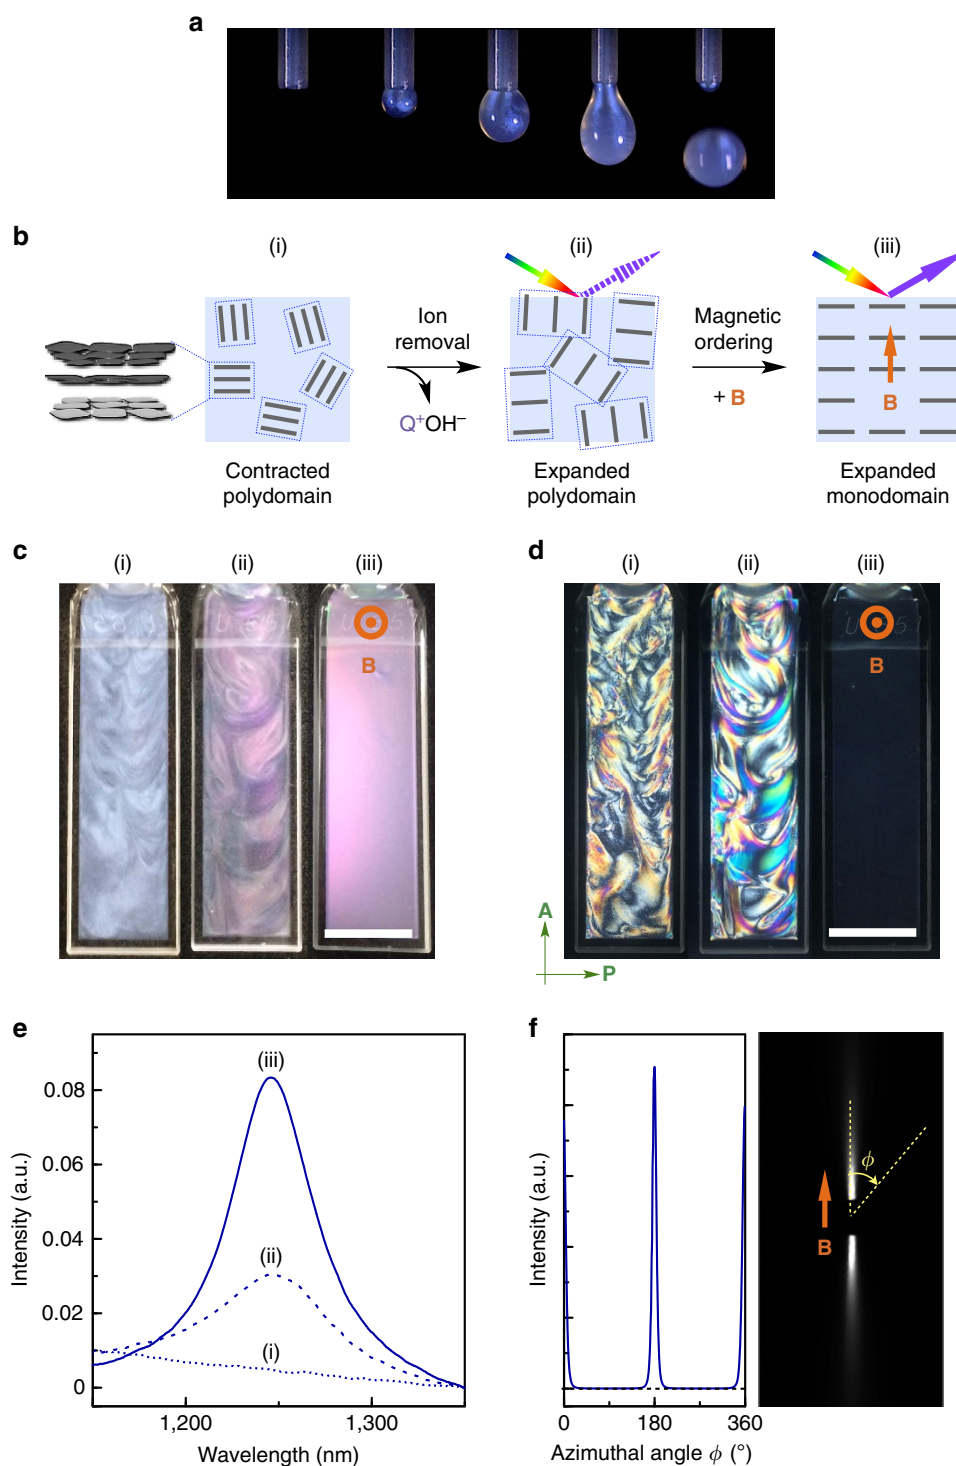 a
b
(i)
(ii)
(iii)
Ion
removal
Q⁺OH⁻
Magnetic
ordering
+ B
B
Contracted
polydomain
Expanded
polydomain
Expanded
monodomain
c
(i)
(ii)
(iii)
B
d
(i)
(ii)
(iii)
B
A
P
e
(iii)
(ii)
(i)
0.08
0.06
0.04
0.02
0
1,200
1,300
Intensity (a.u.)
Wavelength (nm)
f
Intensity (a.u.)
0
180
360
Azimuthal angle ϕ (°)
ϕ
B